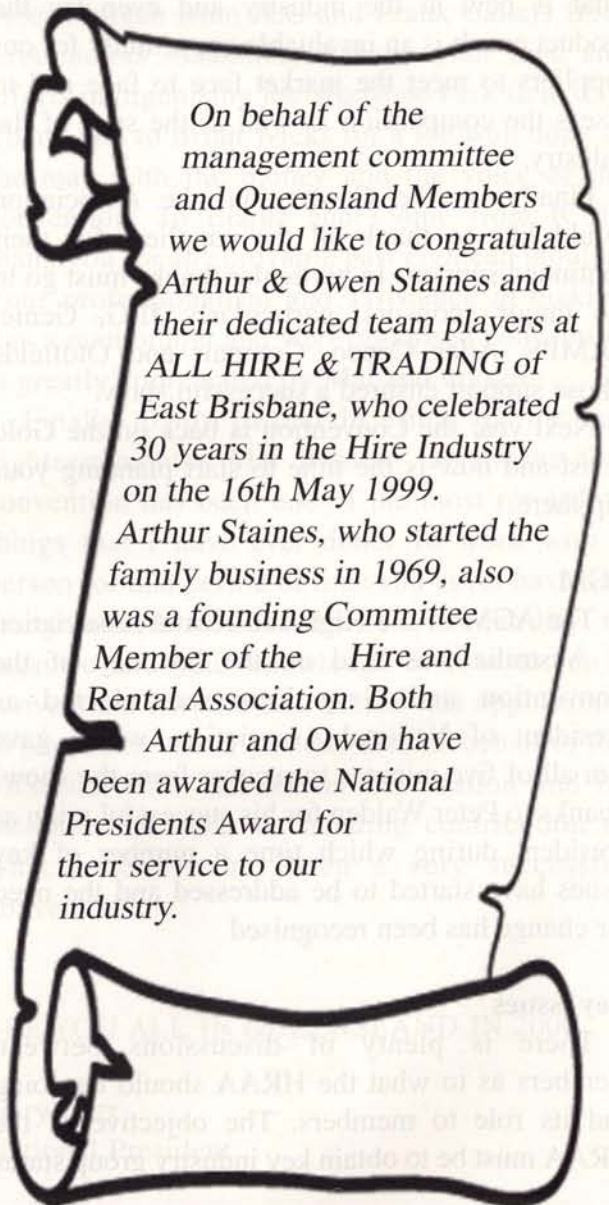 On behalf of the
management committee
and Queensland Members
we would like to congratulate
Arthur & Owen Staines and
their dedicated team players at
ALL HIRE & TRADING of
East Brisbane, who celebrated
30 years in the Hire Industry
on the 16th May 1999.
Arthur Staines, who started the
family business in 1969, also
was a founding Committee
Member of the Hire and
Rental Association. Both
Arthur and Owen have
been awarded the National
Presidents Award for
their service to our
industry.